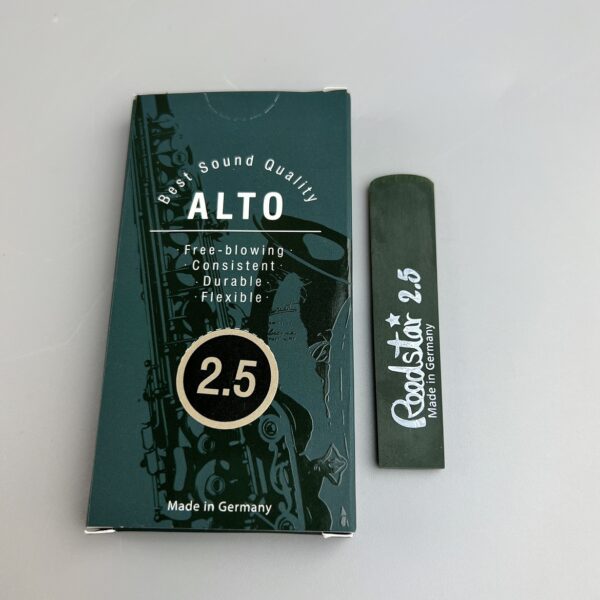 Best Sound Quality
ALTO
Free-blowing ·
· Consistent ·
· Durable ·
· Flexible ·
2.5
Made in Germany
Roadstar 2.5
Made in Germany